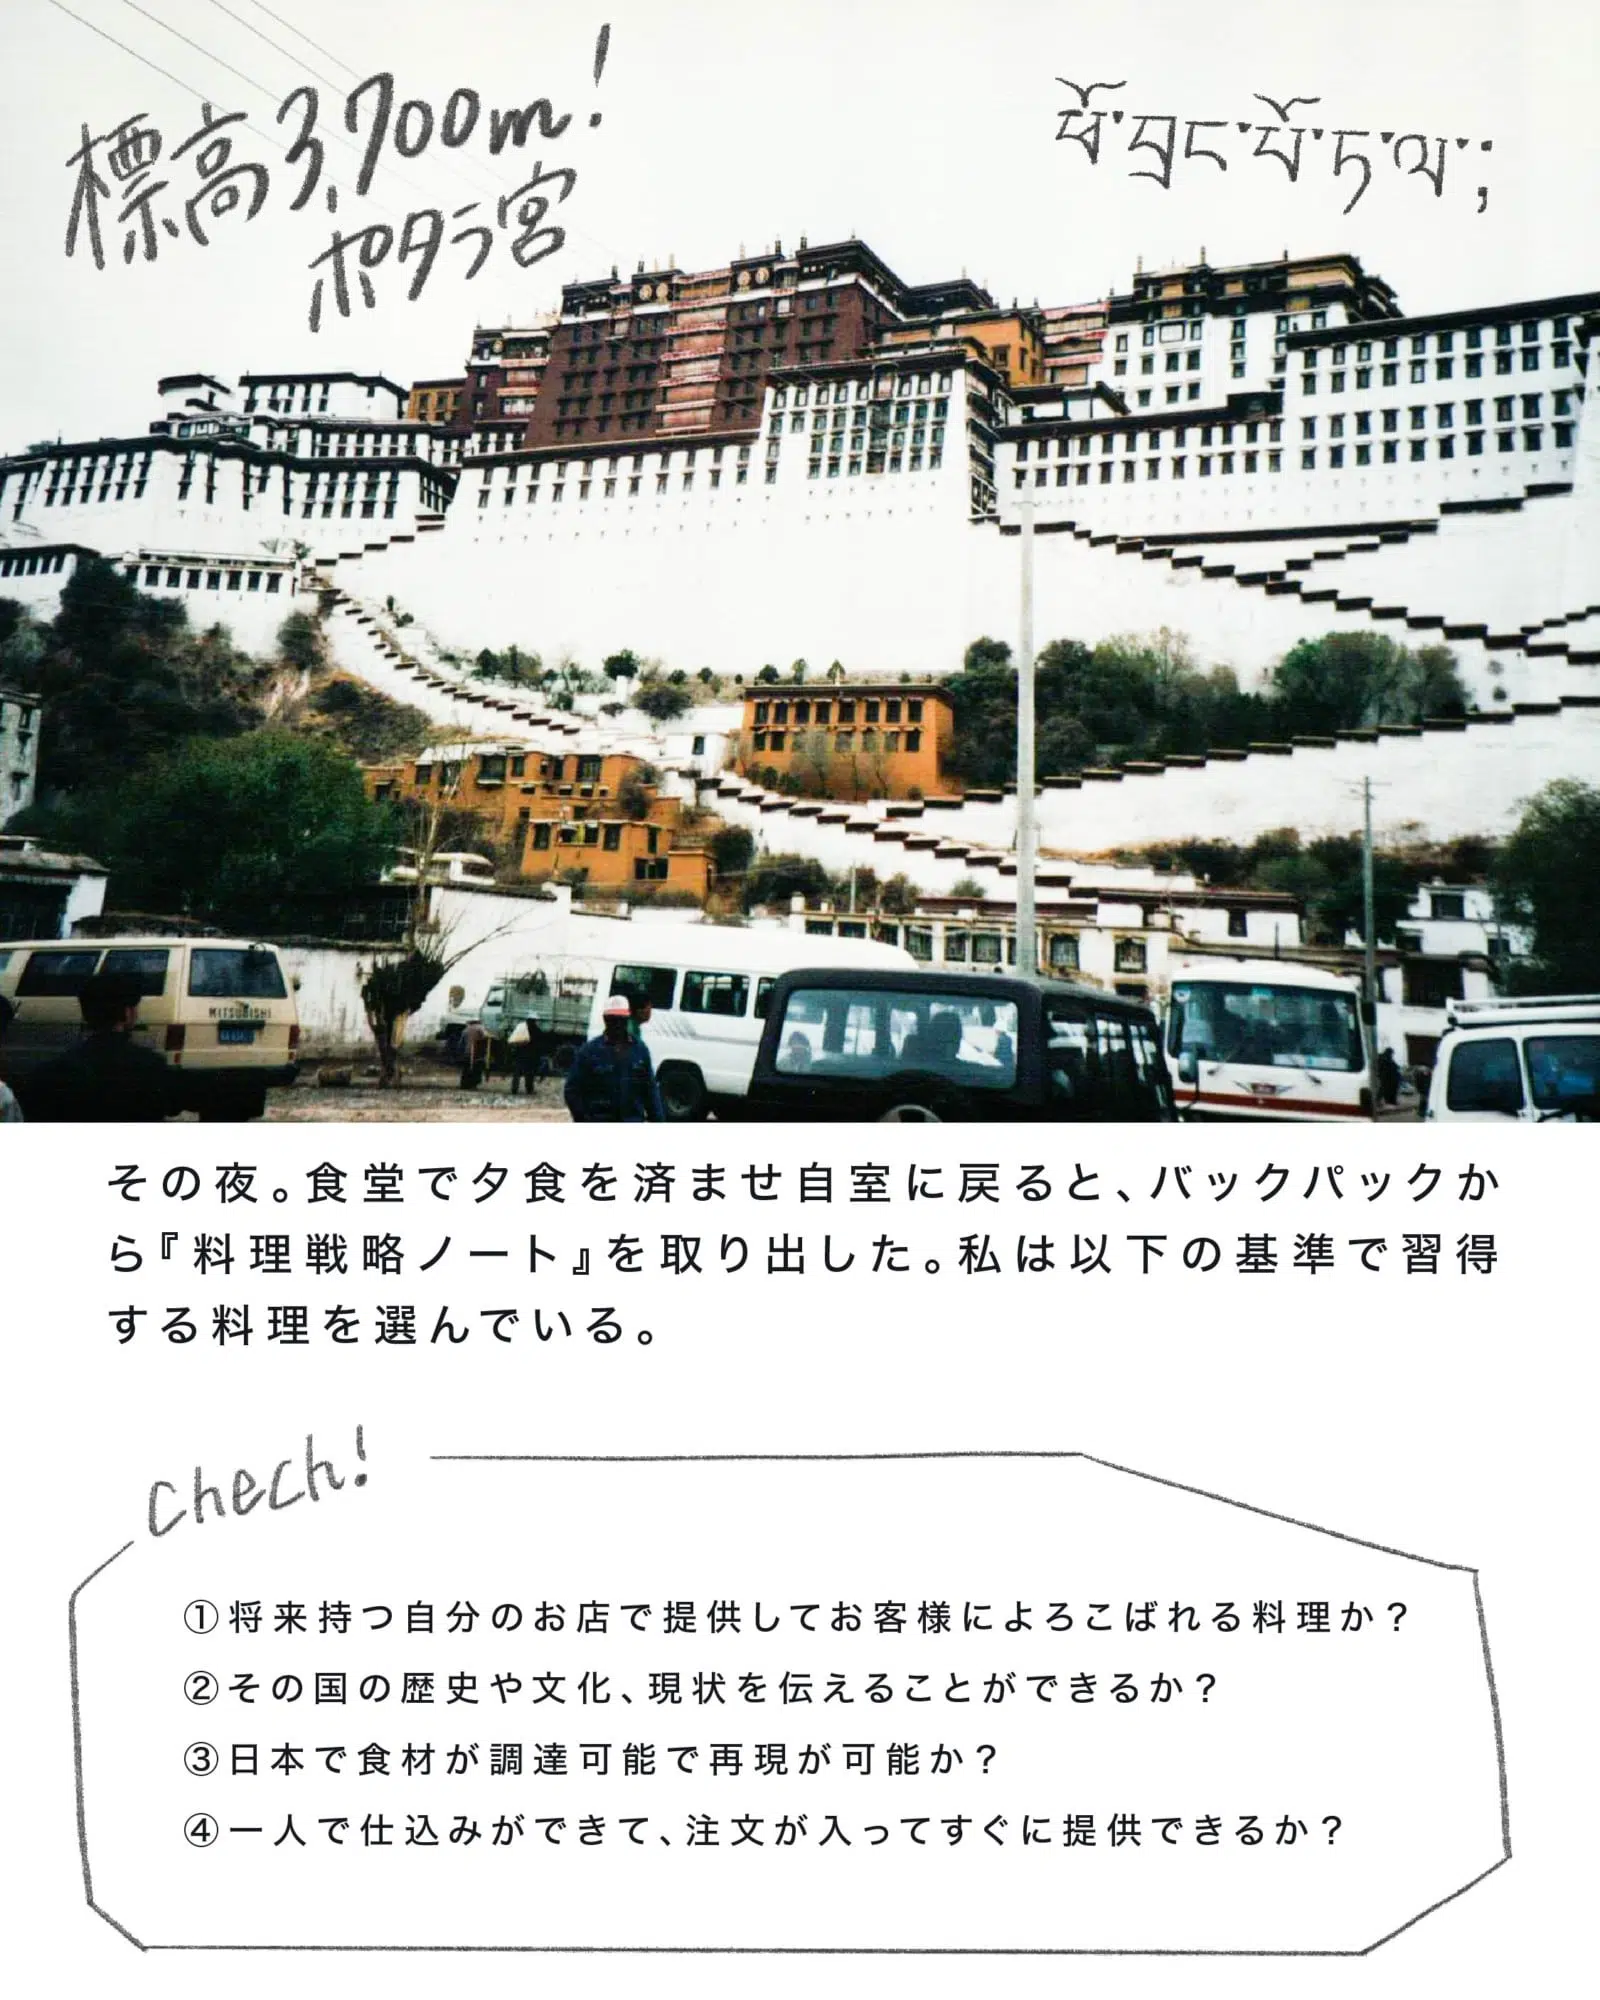 標高3,700m!
ポタラ宮
ཕོ་བྲང་པོ་ཏ་ལ་;
MITSUBISHI
その夜。食堂で夕食を済ませ自室に戻ると、バックパックか
ら『料理戦略ノート』を取り出した。私は以下の基準で習得
する料理を選んでいる。
Chech!
①将来持つ自分のお店で提供してお客様によろこばれる料理か？
②その国の歴史や文化、現状を伝えることができるか？
③日本で食材が調達可能で再現が可能か？
④一人で仕込みができて、注文が入ってすぐに提供できるか？